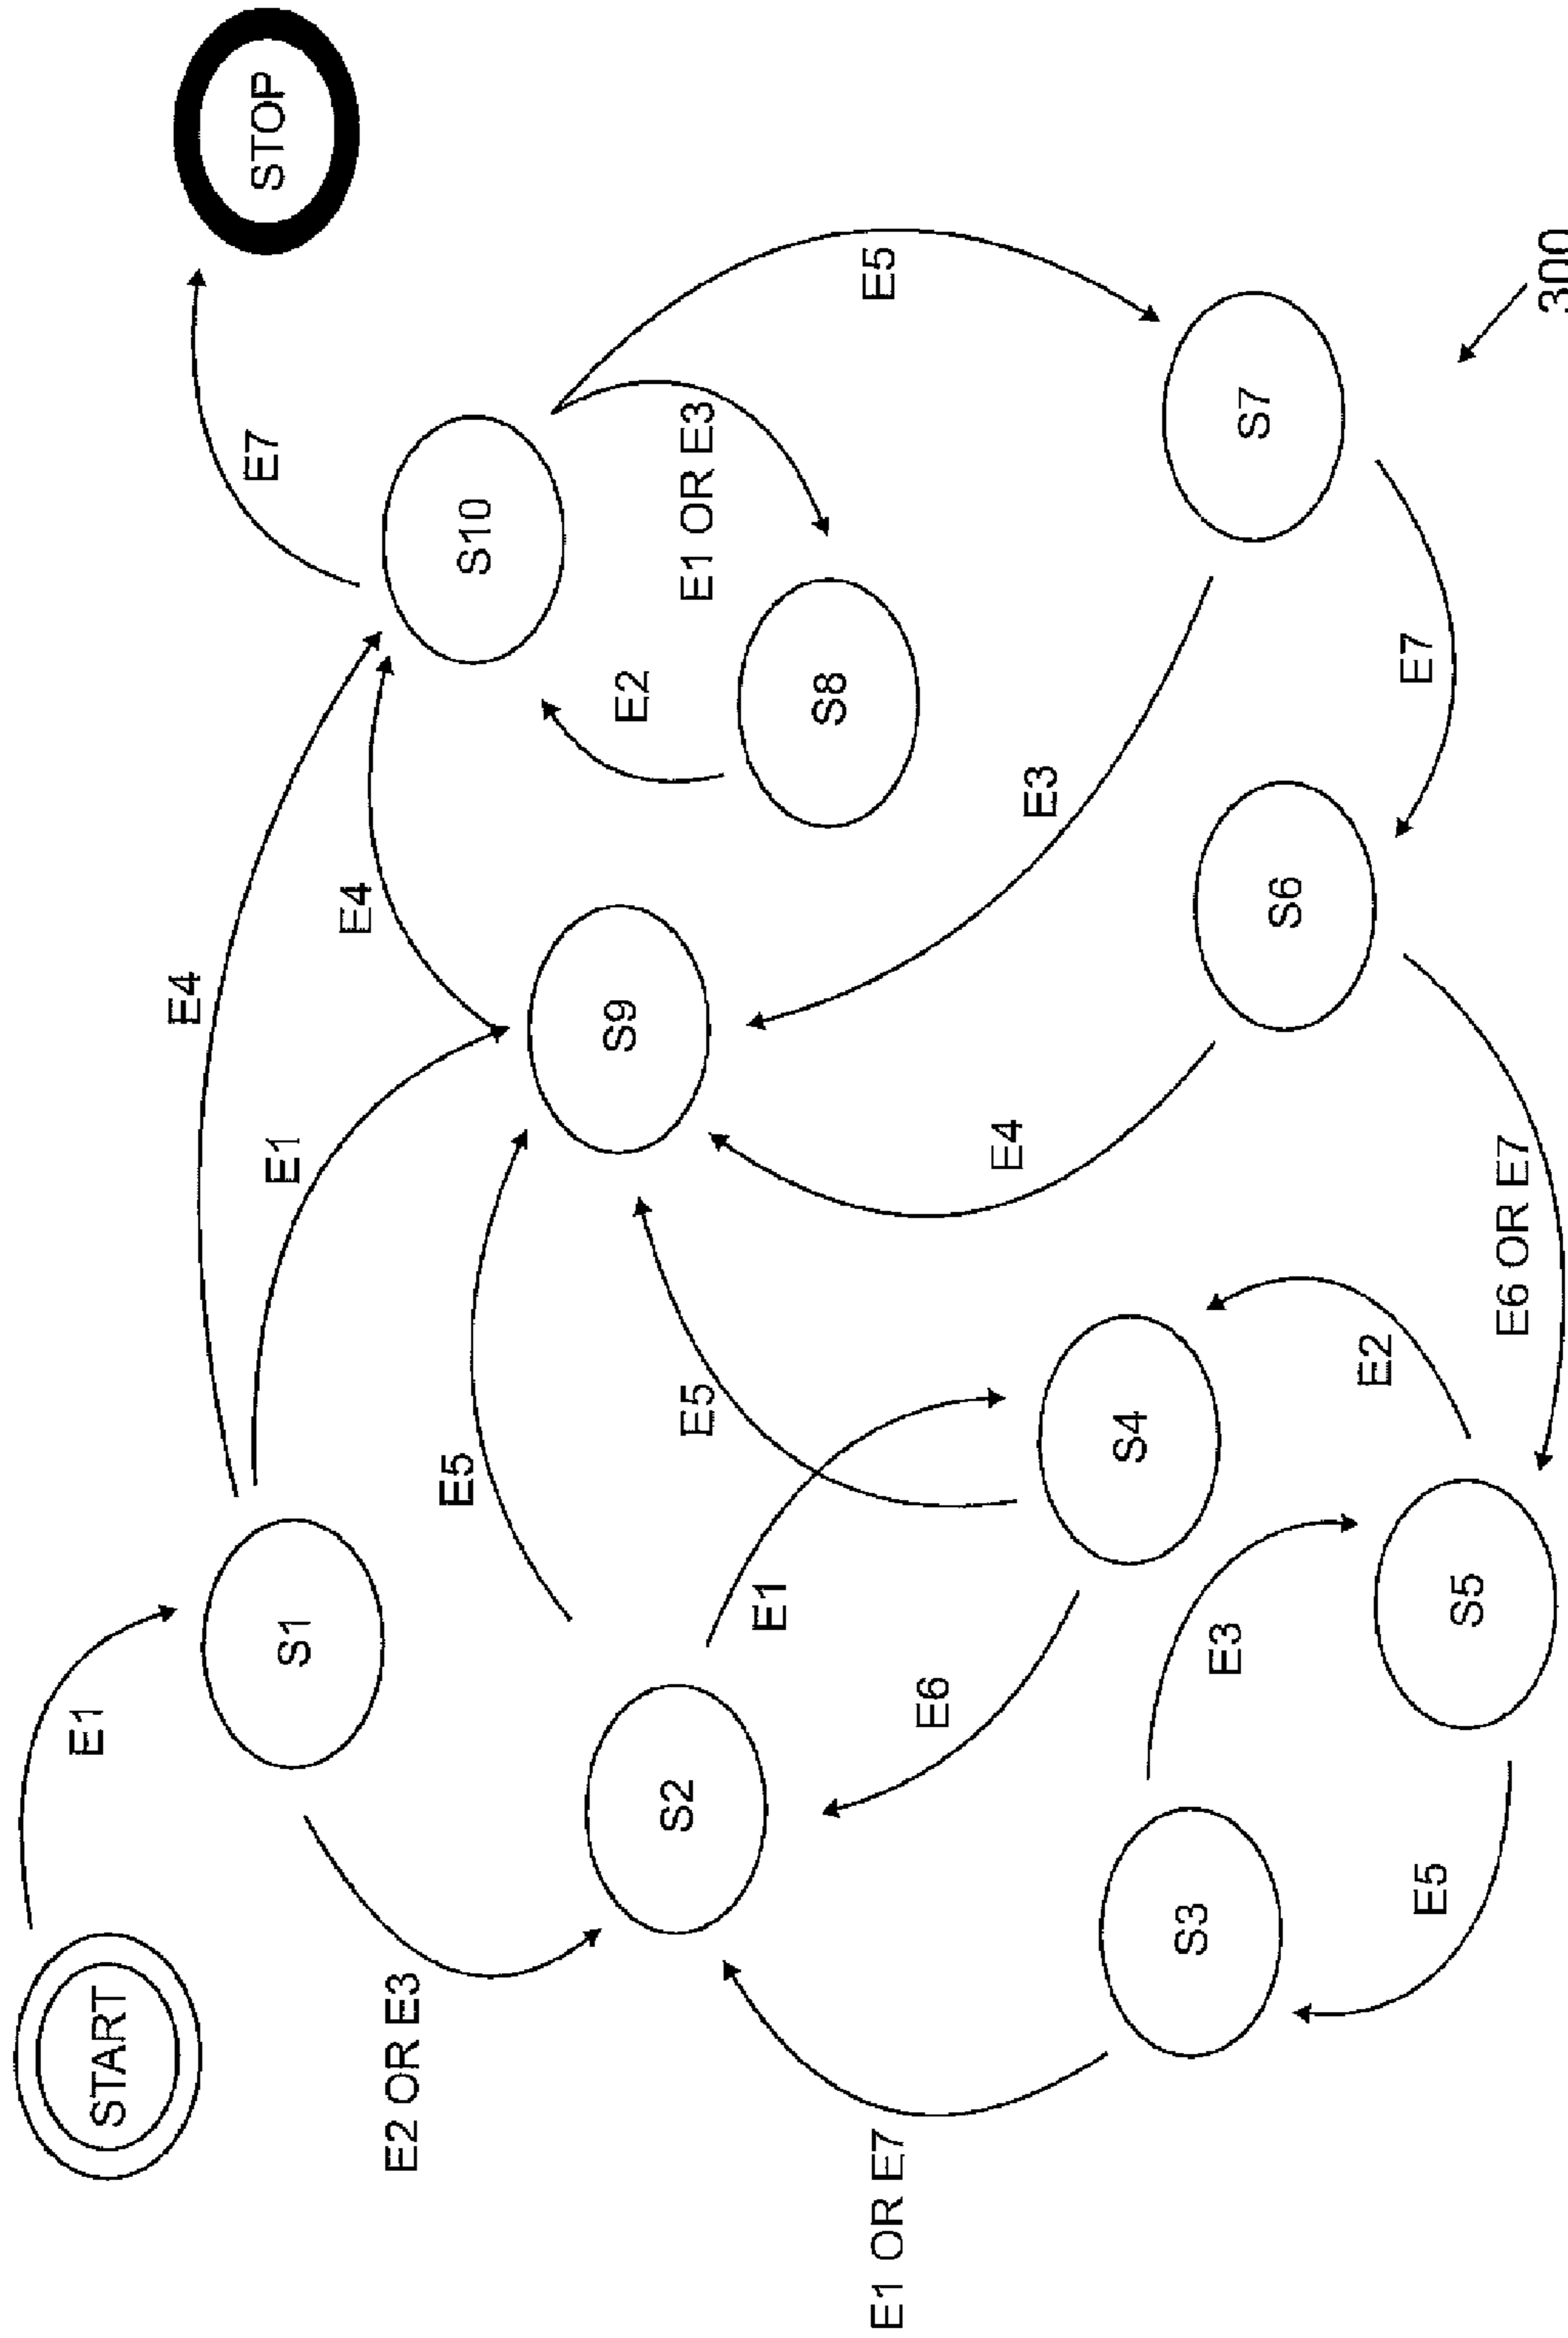 START
E1
E4
E7
STOP
S1
E1
E4
E2 OR E3
E5
S10
S9
E2
S2
E5
E1 OR E3
E1
S8
E5
E1 OR E7
E6
E4
E3
S4
S3
E3
S6
S7
E2
E7
E5
S5
E6 OR E7
300